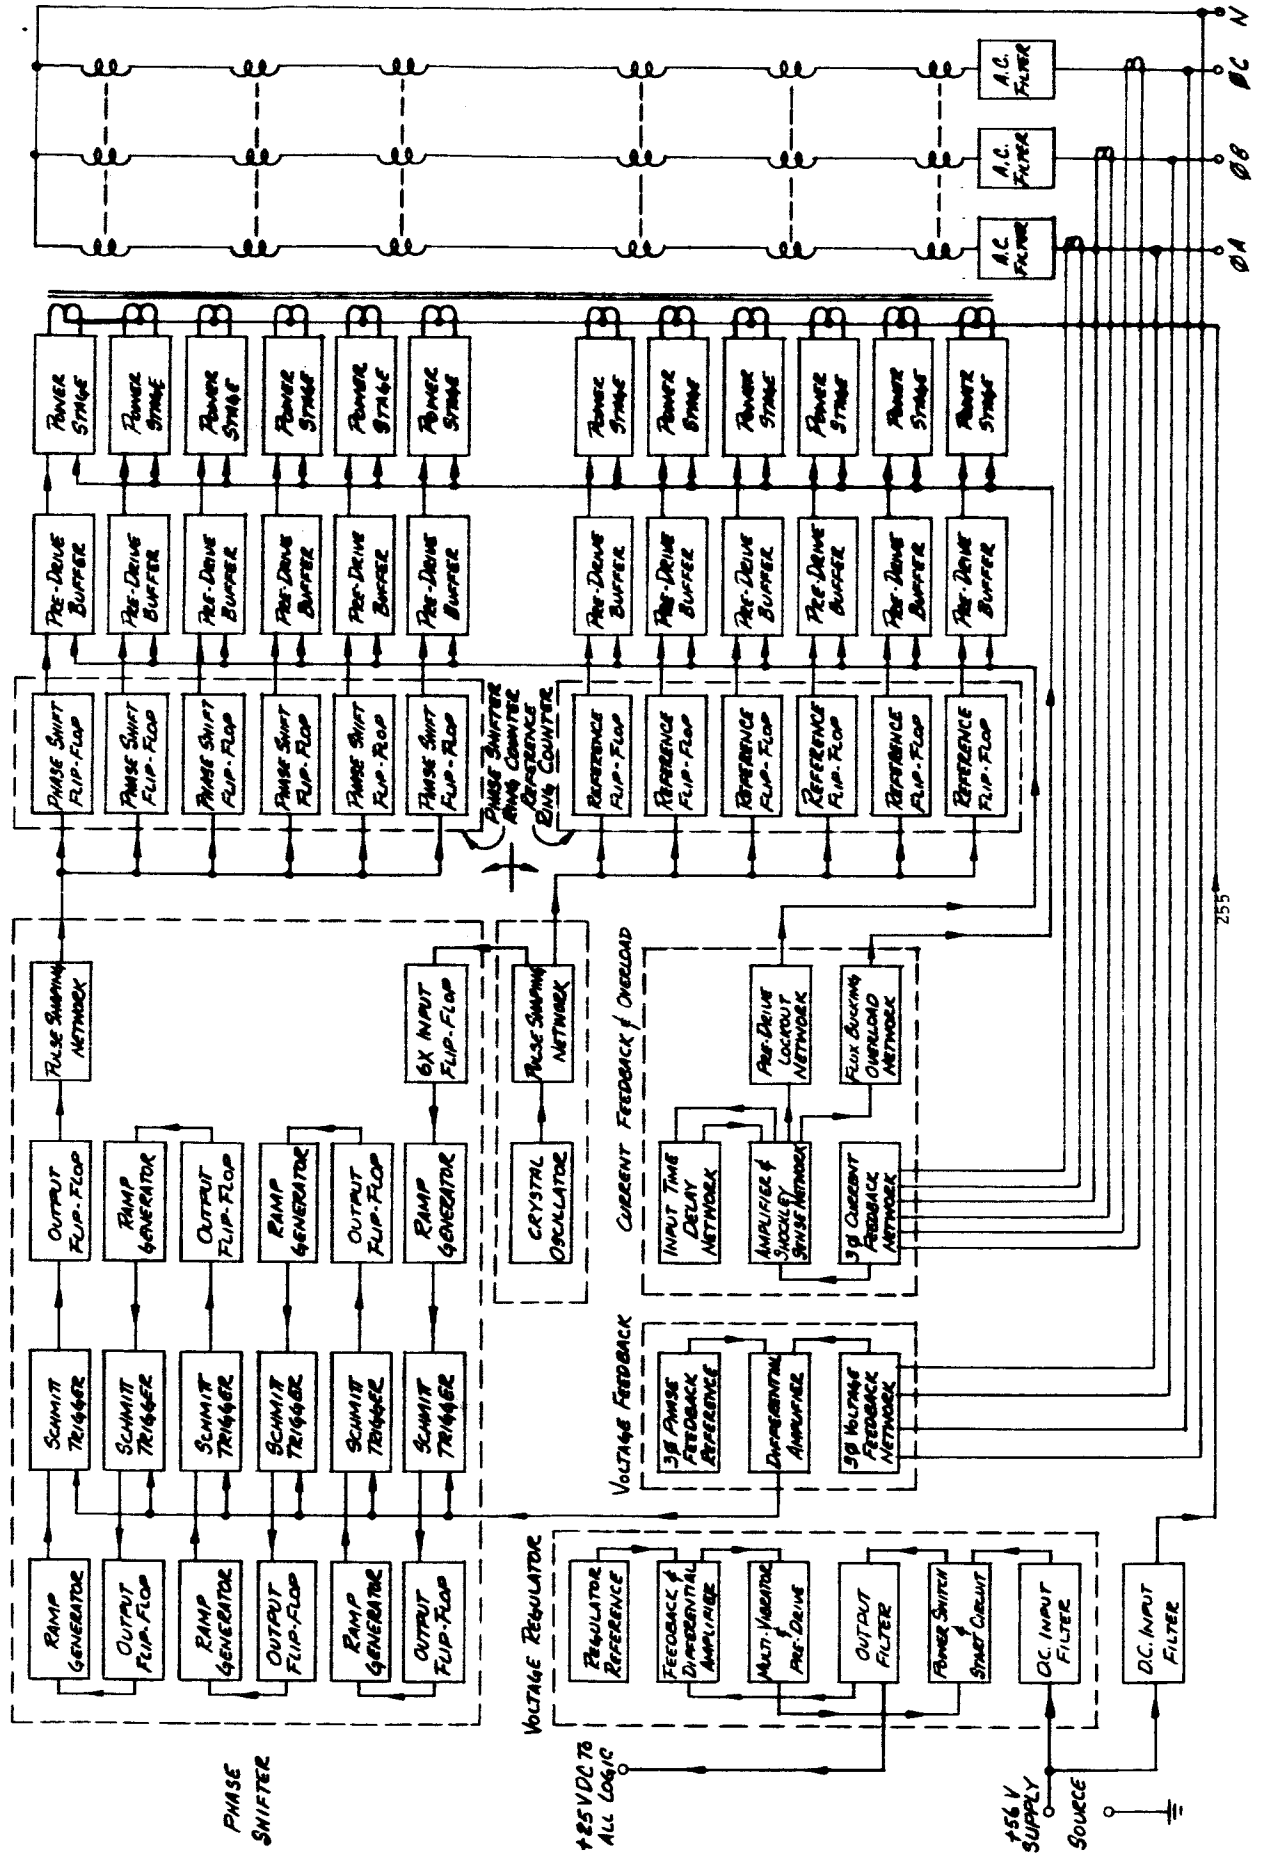 PHASE
SHIFTER
RAMP
GENERATOR
SCHMITT
TRIGGER
OUTPUT
FLIP-FLOP
PULSE SHAPING
NETWORK
PHASE SHIFT
FLIP-FLOP
PRE-DRIVE
BUFFER
POWER
STAGE
OUTPUT
FLIP-FLOP
SCHMITT
TRIGGER
RAMP
GENERATOR
PHASE SHIFT
FLIP-FLOP
PRE-DRIVE
BUFFER
POWER
STAGE
RAMP
GENERATOR
SCHMITT
TRIGGER
OUTPUT
FLIP-FLOP
PHASE SHIFT
FLIP-FLOP
PRE-DRIVE
BUFFER
POWER
STAGE
OUTPUT
FLIP-FLOP
SCHMITT
TRIGGER
RAMP
GENERATOR
PHASE SHIFT
FLIP-FLOP
PRE-DRIVE
BUFFER
POWER
STAGE
RAMP
GENERATOR
SCHMITT
TRIGGER
OUTPUT
FLIP-FLOP
PHASE SHIFT
FLIP-FLOP
PRE-DRIVE
BUFFER
POWER
STAGE
OUTPUT
FLIP-FLOP
SCHMITT
TRIGGER
RAMP
GENERATOR
6X INPUT
FLIP-FLOP
PHASE SHIFT
FLIP-FLOP
PRE-DRIVE
BUFFER
POWER
STAGE
PHASE SHIFTER
RING COUNTER
REFERENCE
RING COUNTER
CRYSTAL
OSCILLATOR
PULSE SHAPING
NETWORK
VOLTAGE REGULATOR
REGULATOR
REFERENCE
FEEDBACK &
DIFFERENTIAL
AMPLIFIER
MULTI-VIBRATOR
&
PRE-DRIVE
OUTPUT
FILTER
POWER SWITCH
&
START CIRCUIT
D.C. INPUT
FILTER
D.C. INPUT
FILTER
+25VDC TO
ALL LOGIC
+56V
SUPPLY
SOURCE
VOLTAGE FEEDBACK
3Ø PHASE
FEEDBACK
REFERENCE
DIFFERENTIAL
AMPLIFIER
3Ø VOLTAGE
FEEDBACK
NETWORK
CURRENT FEEDBACK & OVERLOAD
INPUT TIME
DELAY
NETWORK
AMPLIFIER &
SHOCKLEY
SENSE NETWORK
3Ø CURRENT
FEEDBACK
NETWORK
PRE-DRIVE
LOCKOUT
NETWORK
FLUX BUCKING
OVERLOAD
NETWORK
REFERENCE
FLIP-FLOP
PRE-DRIVE
BUFFER
POWER
STAGE
REFERENCE
FLIP-FLOP
PRE-DRIVE
BUFFER
POWER
STAGE
REFERENCE
FLIP-FLOP
PRE-DRIVE
BUFFER
POWER
STAGE
REFERENCE
FLIP-FLOP
PRE-DRIVE
BUFFER
POWER
STAGE
REFERENCE
FLIP-FLOP
PRE-DRIVE
BUFFER
POWER
STAGE
REFERENCE
FLIP-FLOP
PRE-DRIVE
BUFFER
POWER
STAGE
A.C.
FILTER
A.C.
FILTER
A.C.
FILTER
ØA
ØB
ØC
N
255